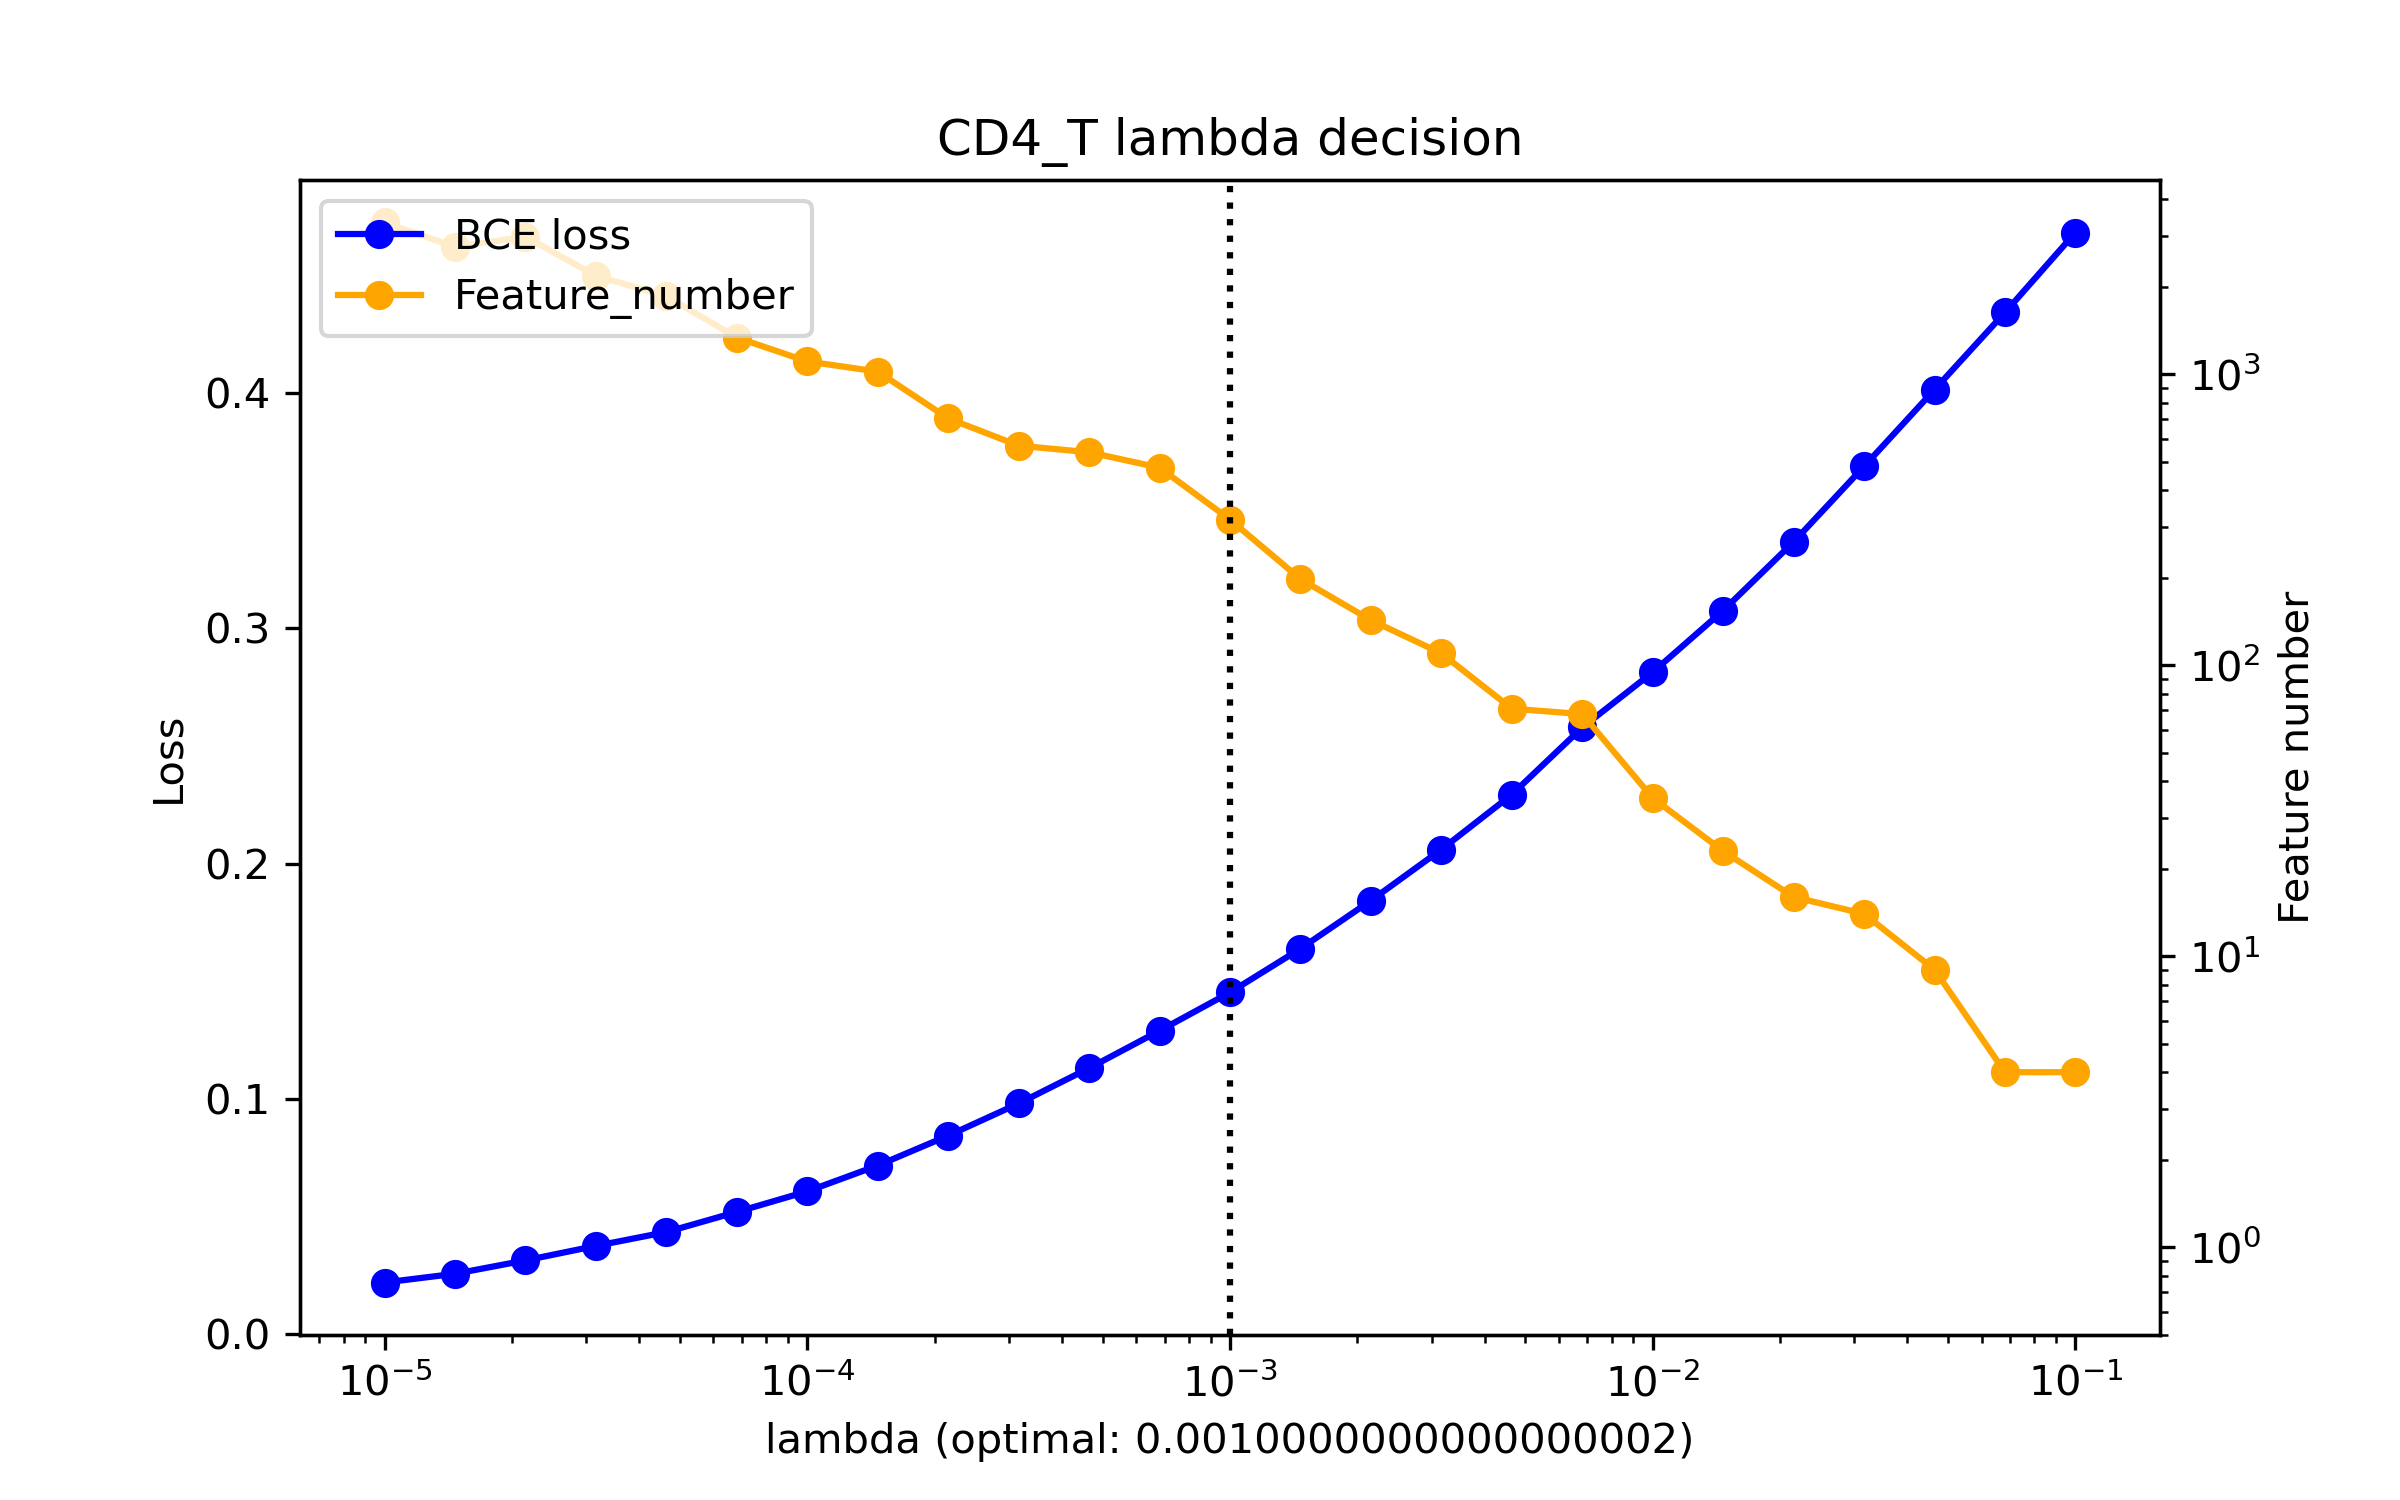 CD4_T lambda decision
BCE loss
Feature_number
0.4
0.3
0.2
0.1
0.0
Loss
10³
10²
10¹
10⁰
Feature number
10⁻⁵ 10⁻⁴ 10⁻³ 10⁻² 10⁻¹
lambda (optimal: 0.0010000000000000002)